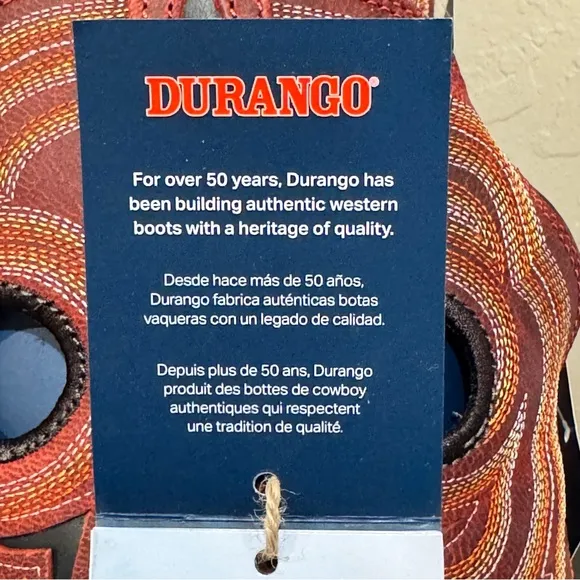 DURANGO®
For over 50 years, Durango has
been building authentic western
boots with a heritage of quality.
Desde hace más de 50 años,
Durango fabrica auténticas botas
vaqueras con un legado de calidad.
Depuis plus de 50 ans, Durango
produit des bottes de cowboy
authentiques qui respectent
une tradition de qualité.